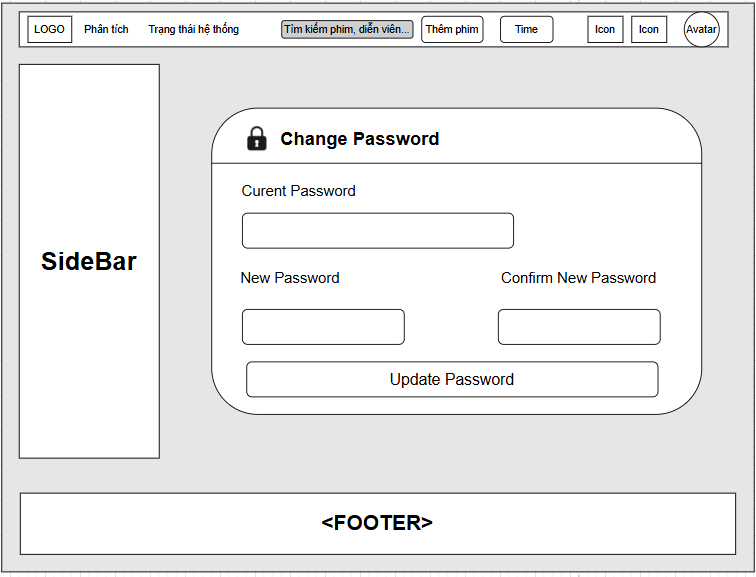 LOGO Phân tích Trạng thái hệ thống Tìm kiếm phim, diễn viên... Thêm phim Time Icon Icon Avatar
Change Password
Curent Password
SideBar
New Password Confirm New Password
Update Password
<FOOTER>